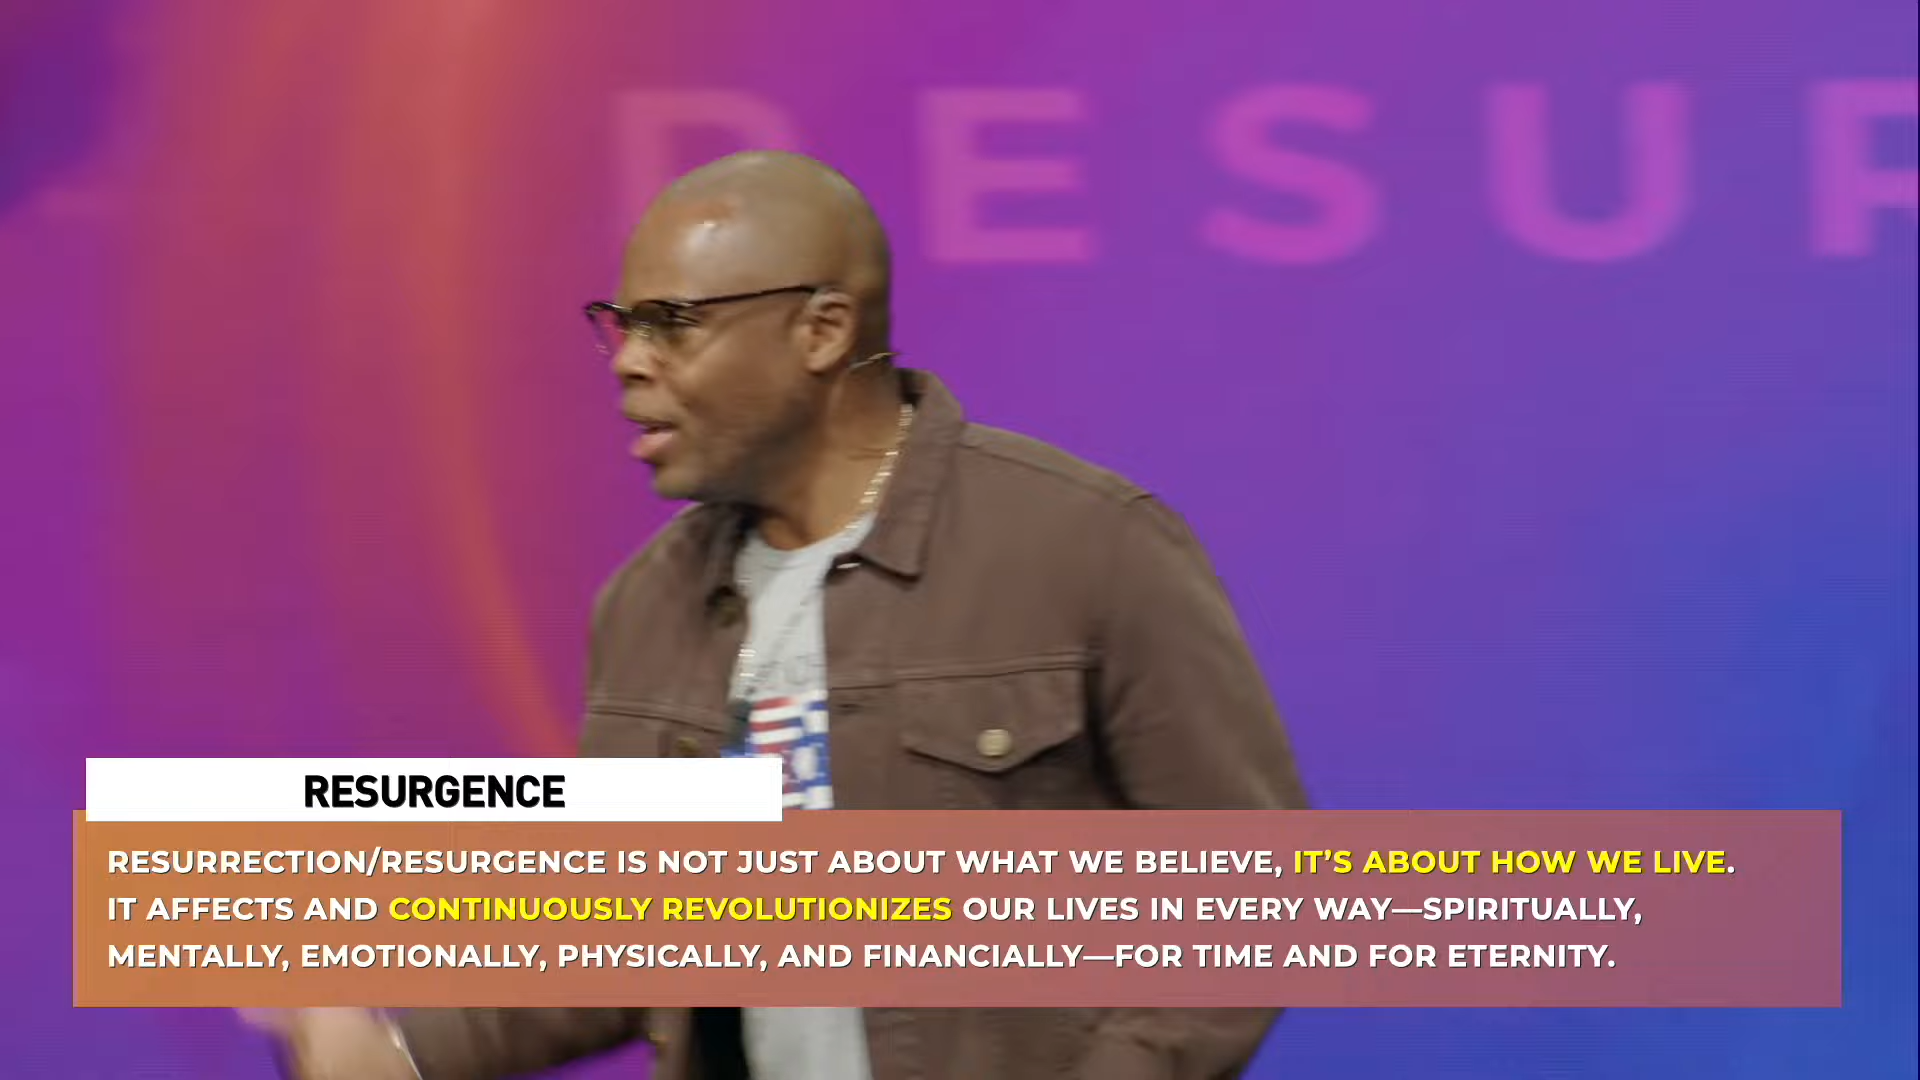 RESUR
RESURGENCE
RESURRECTION/RESURGENCE IS NOT JUST ABOUT WHAT WE BELIEVE, IT'S ABOUT HOW WE LIVE.
IT AFFECTS AND CONTINUOUSLY REVOLUTIONIZES OUR LIVES IN EVERY WAY—SPIRITUALLY,
MENTALLY, EMOTIONALLY, PHYSICALLY, AND FINANCIALLY—FOR TIME AND FOR ETERNITY.